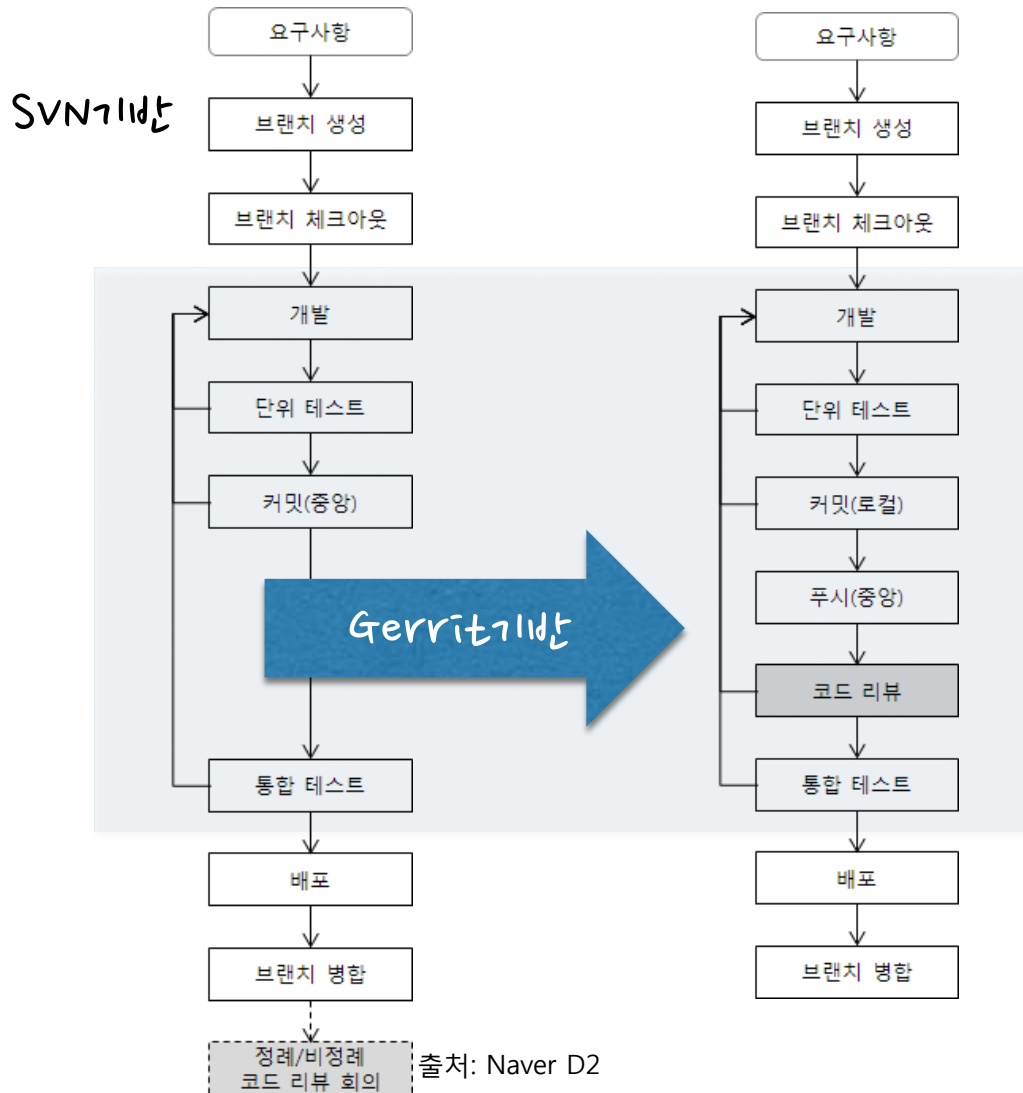 SVN기반
요구사항
브랜치 생성
브랜치 체크아웃
개발
단위 테스트
커밋(중앙)
통합 테스트
배포
브랜치 병합
정례/비정례
코드 리뷰 회의
Gerrit기반
요구사항
브랜치 생성
브랜치 체크아웃
개발
단위 테스트
커밋(로컬)
푸시(중앙)
코드 리뷰
통합 테스트
배포
브랜치 병합
출처: Naver D2